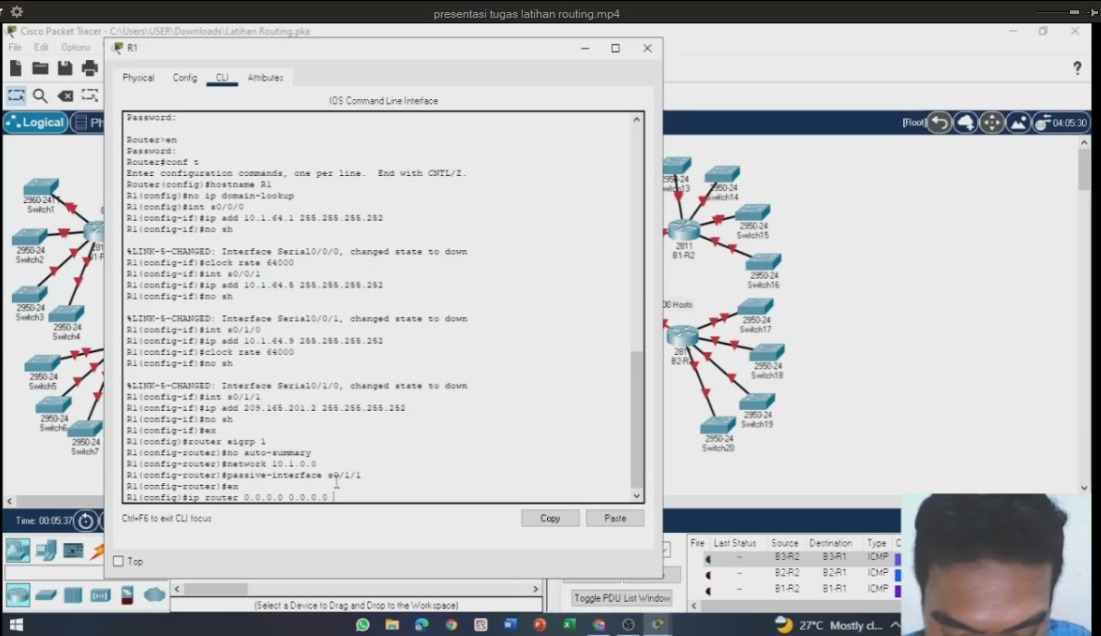 presentasi tugas latihan routing.mp4
Cisco Packet Tracer - C:\Users\USER\Downloads\Latihan Routing.pka
File Edit Options
R1
Physical Config CLI Attributes
IOS Command Line Interface
Password:
Router>en
Password:
Router#conf t
Enter configuration commands, one per line. End with CNTL/Z.
Router(config)#hostname R1
R1(config)#no ip domain-lookup
R1(config)#int s0/0/0
R1(config-if)#ip add 10.1.64.1 255.255.255.252
R1(config-if)#no sh
%LINK-5-CHANGED: Interface Serial0/0/0, changed state to down
R1(config-if)#clock rate 64000
R1(config-if)#int s0/0/1
R1(config-if)#ip add 10.1.64.5 255.255.255.252
R1(config-if)#no sh
%LINK-5-CHANGED: Interface Serial0/0/1, changed state to down
R1(config-if)#int s0/1/0
R1(config-if)#ip add 10.1.64.9 255.255.255.252
R1(config-if)#clock rate 64000
R1(config-if)#no sh
%LINK-5-CHANGED: Interface Serial0/1/0, changed state to down
R1(config-if)#int s0/1/1
R1(config-if)#ip add 209.165.201.2 255.255.255.252
R1(config-if)#no sh
R1(config-if)#ex
R1(config)#router eigrp 1
R1(config-router)#no auto-summary
R1(config-router)#network 10.1.0.0
R1(config-router)#passive-interface s0/1/1
R1(config-router)#ex
R1(config)#ip router 0.0.0.0 0.0.0.0
Ctrl+F6 to exit CLI focus
Copy Paste
Top
Logical
[Root]
04:05:30
Switch1
2950-24
Switch2
2950-24
Switch3
2950-24
Switch4
2950-24
Switch5
2950-24
Switch6
2950-24
Switch7
2950-24
Switch14
2950-24
Switch15
2811
B1-R2
2950-24
Switch16
Hosts
2950-24
Switch17
2950-24
Switch18
2950-24
Switch19
2950-24
Switch20
Time: 00:05:37
Fire Last Status Source Destination Type
-- B3-R2 B3-R1 ICMP
-- B2-R2 B2-R1 ICMP
-- B1-R2 B1-R1 ICMP
(Select a Device to Drag and Drop to the Workspace)
Toggle PDU List Window
27°C Mostly cl...